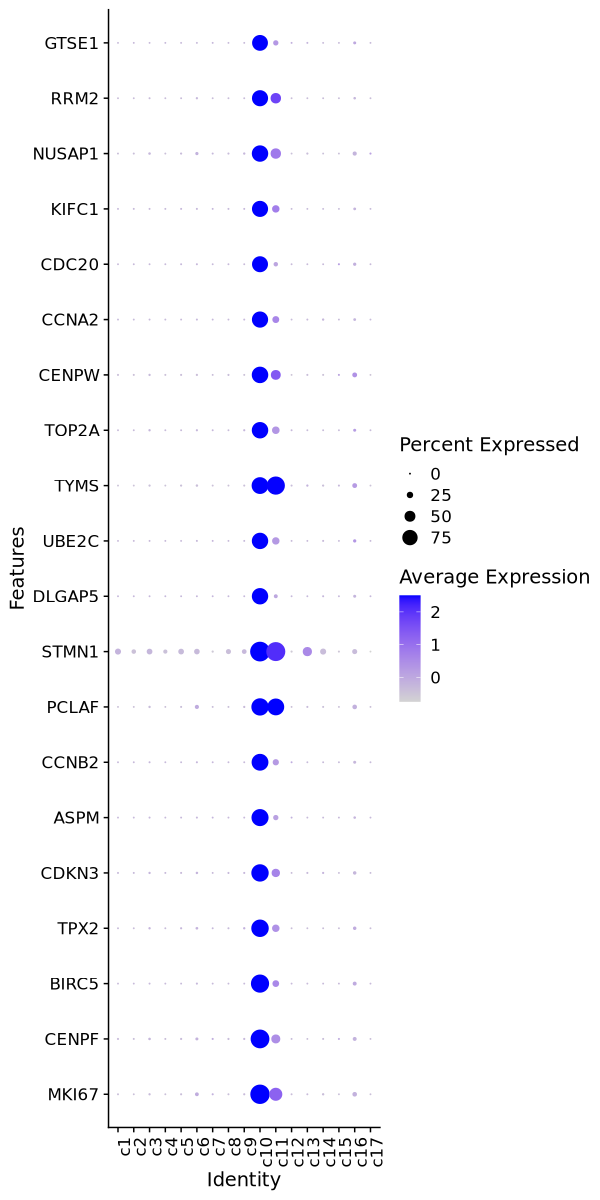 GTSE1
RRM2
NUSAP1
KIFC1
CDC20
CCNA2
CENPW
TOP2A
TYMS
UBE2C
DLGAP5
STMN1
PCLAF
CCNB2
ASPM
CDKN3
TPX2
BIRC5
CENPF
MKI67
Features
c1 c2 c3 c4 c5 c6 c7 c8 c9 c10 c11 c12 c13 c14 c15 c16 c17
Identity
Percent Expressed
0
25
50
75
Average Expression
2
1
0